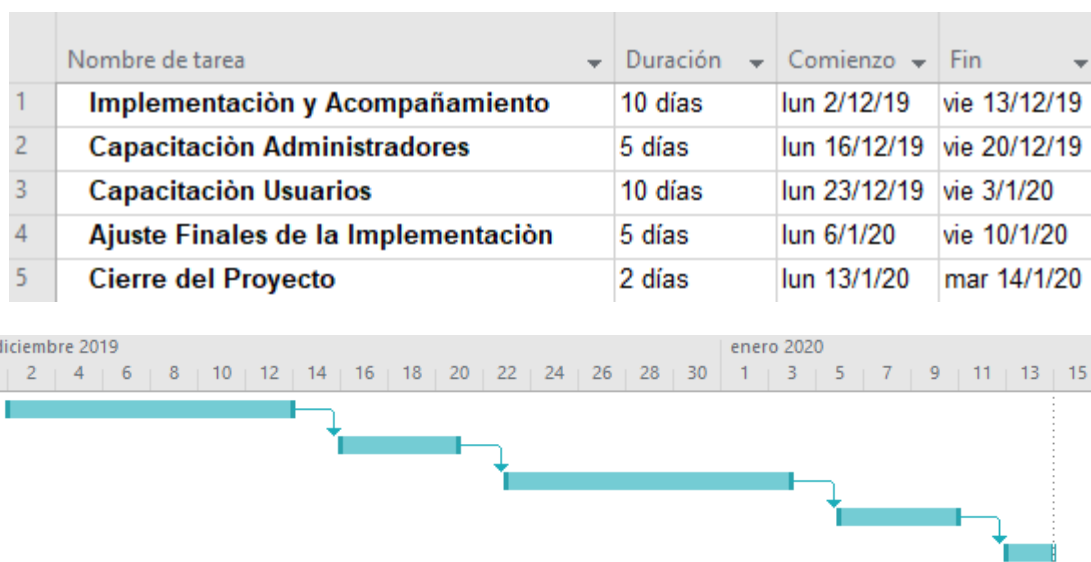 Nombre de tarea Duración Comienzo Fin
1 Implementaciòn y Acompañamiento 10 días lun 2/12/19 vie 13/12/19
2 Capacitaciòn Administradores 5 días lun 16/12/19 vie 20/12/19
3 Capacitaciòn Usuarios 10 días lun 23/12/19 vie 3/1/20
4 Ajuste Finales de la Implementaciòn 5 días lun 6/1/20 vie 10/1/20
5 Cierre del Proyecto 2 días lun 13/1/20 mar 14/1/20
diciembre 2019 enero 2020
2 4 6 8 10 12 14 16 18 20 22 24 26 28 30 1 3 5 7 9 11 13 15